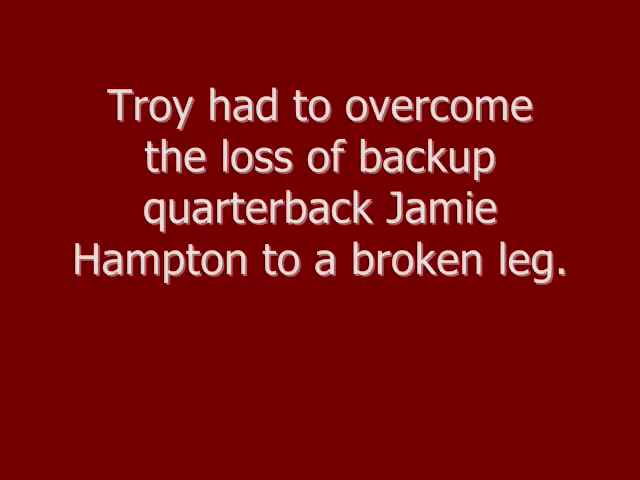 Troy had to overcome
the loss of backup
quarterback Jamie
Hampton to a broken leg.